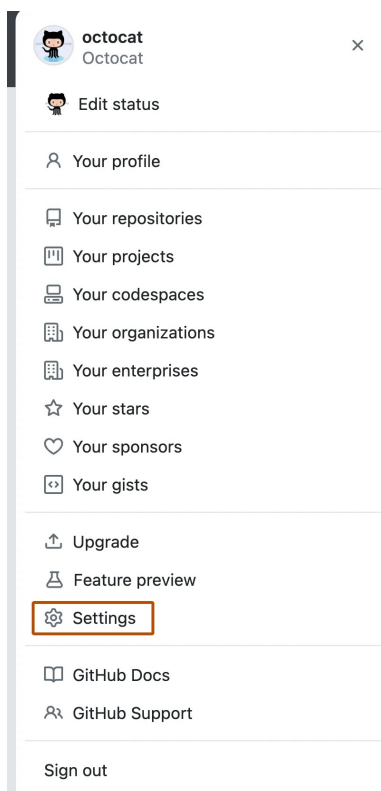 octocat
Octocat
Edit status
Your profile
Your repositories
Your projects
Your codespaces
Your organizations
Your enterprises
Your stars
Your sponsors
Your gists
Upgrade
Feature preview
Settings
GitHub Docs
GitHub Support
Sign out